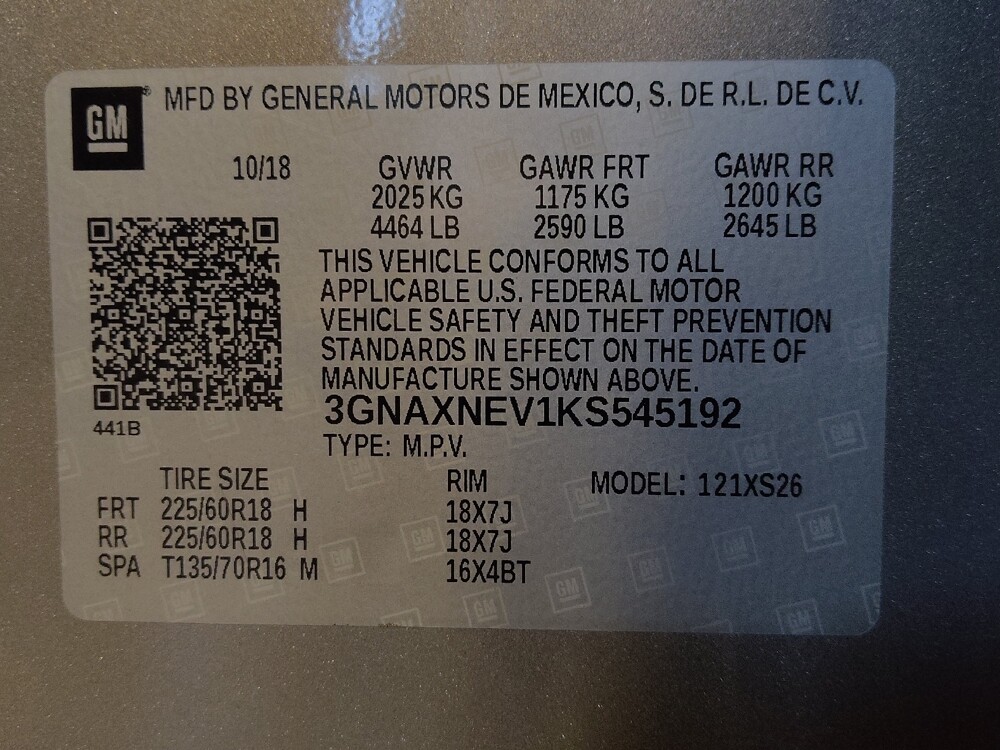 GM® MFD BY GENERAL MOTORS DE MEXICO, S. DE R.L. DE C.V.
10/18 GVWR GAWR FRT GAWR RR
2025 KG 1175 KG 1200 KG
4464 LB 2590 LB 2645 LB
THIS VEHICLE CONFORMS TO ALL
APPLICABLE U.S. FEDERAL MOTOR
VEHICLE SAFETY AND THEFT PREVENTION
STANDARDS IN EFFECT ON THE DATE OF
MANUFACTURE SHOWN ABOVE.
3GNAXNEV1KS545192
441B
TYPE: M.P.V.
TIRE SIZE RIM MODEL: 121XS26
FRT 225/60R18 H 18X7J
RR 225/60R18 H 18X7J
SPA T135/70R16 M 16X4BT